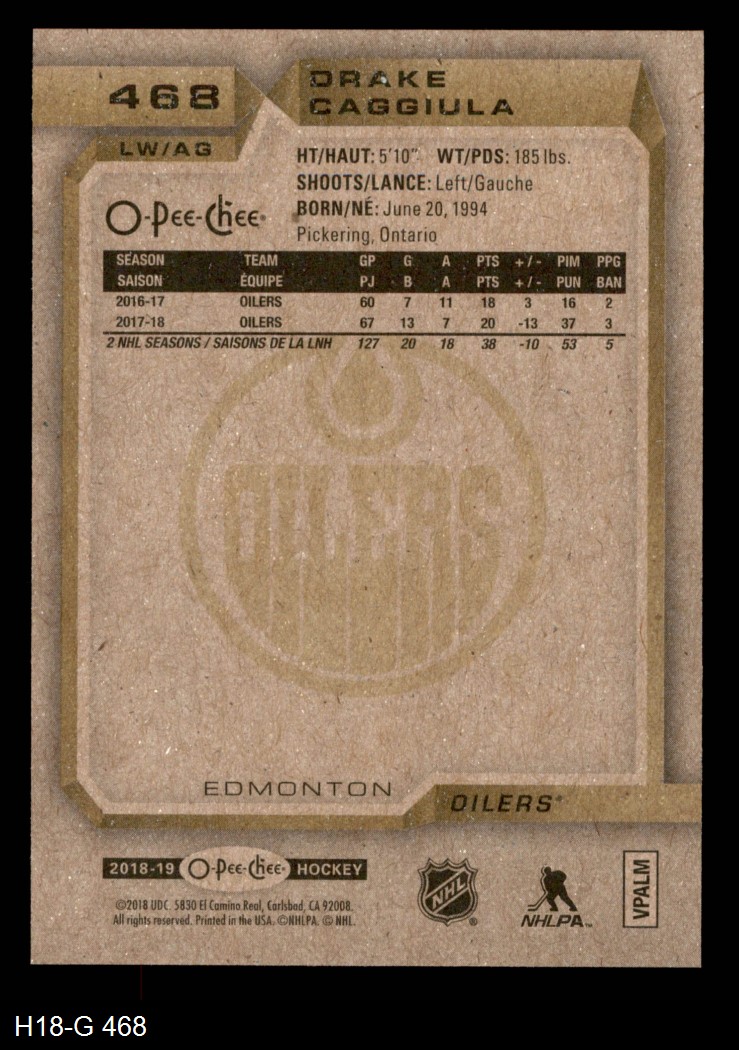 468
DRAKE
CAGGIULA
LW/AG
O-Pee-Chee®
HT/HAUT: 5'10" WT/PDS: 185 lbs.
SHOOTS/LANCE: Left/Gauche
BORN/NÉ: June 20, 1994
Pickering, Ontario
SEASON TEAM GP G A PTS +/- PIM PPG
SAISON ÉQUIPE PJ B A PTS +/- PUN BAN
2016-17 OILERS 60 7 11 18 3 16 2
2017-18 OILERS 67 13 7 20 -13 37 3
2 NHL SEASONS / SAISONS DE LA LNH 127 20 18 38 -10 53 5
OILERS
EDMONTON
OILERS®
2018-19 O-Pee-Chee® HOCKEY
©2018 UDC. 5830 El Camino Real, Carlsbad, CA 92008.
All rights reserved. Printed in the USA. ©NHLPA. © NHL.
NHL®
NHLPA™
VPALM
H18-G 468